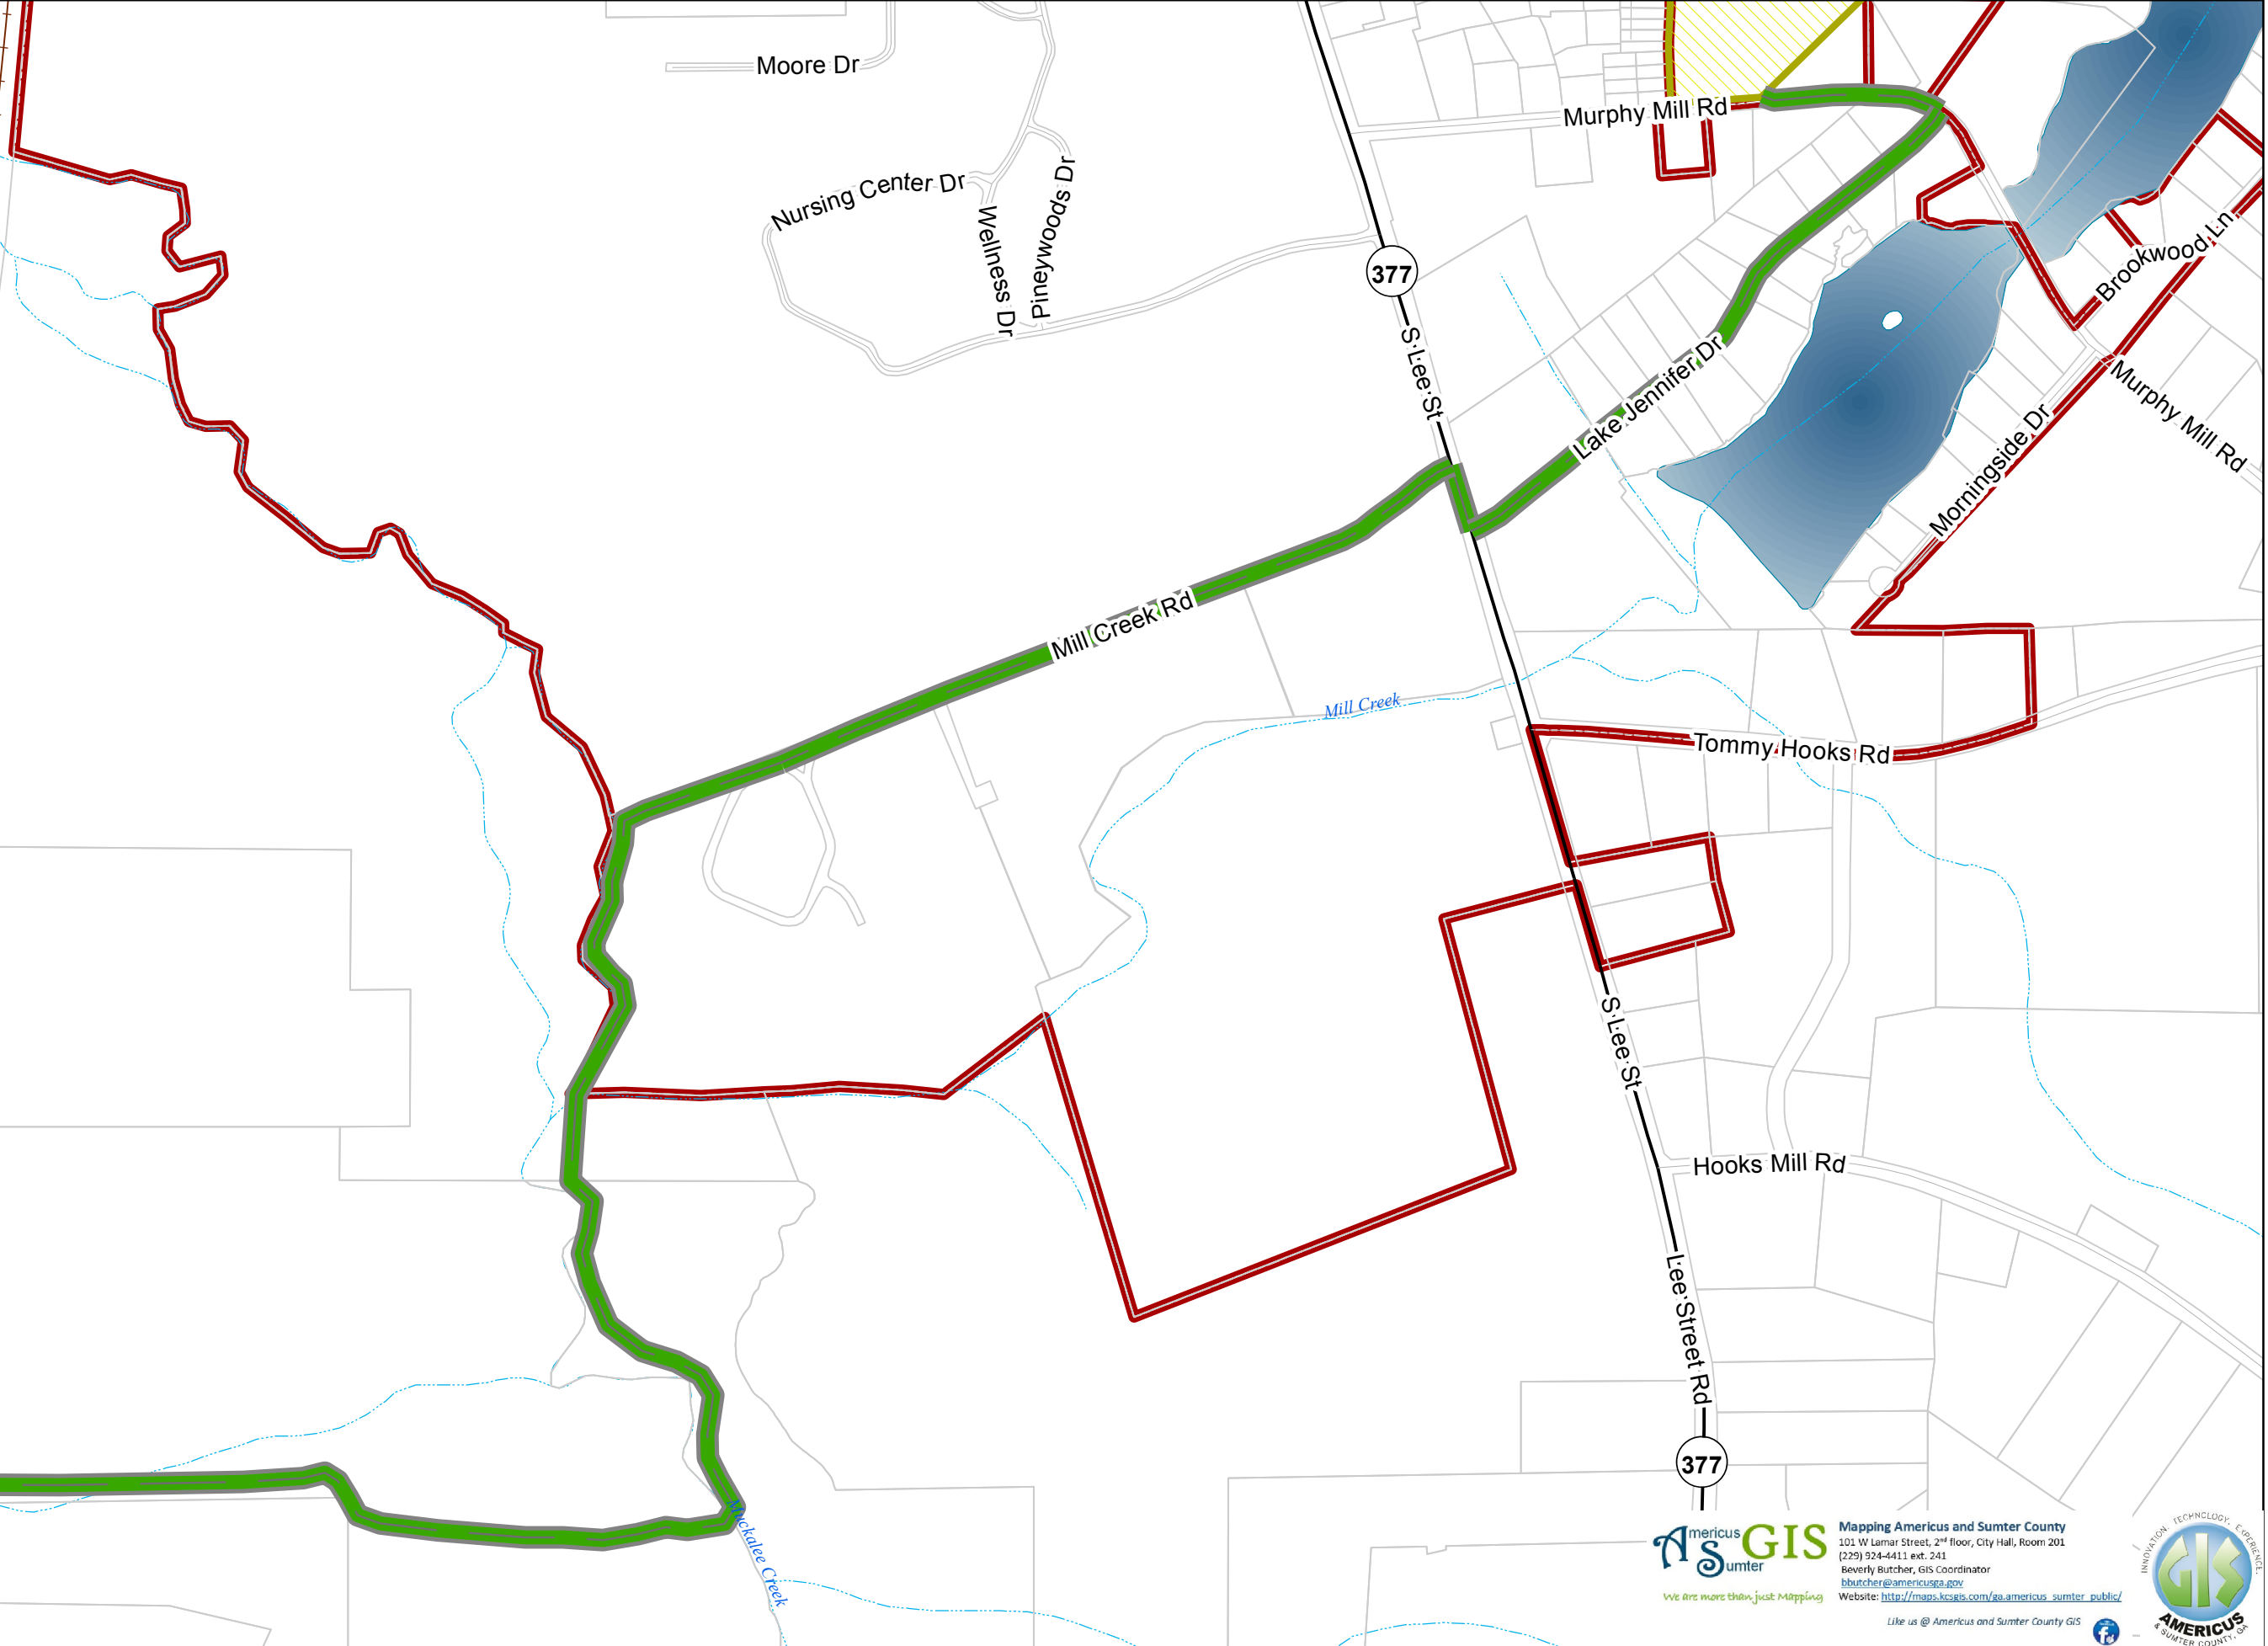 Moore Dr
Murphy Mill Rd
Nursing Center Dr
Wellness Dr
Pineywoods Dr
377
S Lee St
Brookwood Ln
Lake Jennifer Dr
Murphy Mill Rd
Morningside Dr
Mill Creek Rd
Mill Creek
Tommy Hooks Rd
S Lee St
Hooks Mill Rd
Lee Street Rd
377
Muckalee Creek
Americus
Sumter GIS
We are more than just Mapping
Mapping Americus and Sumter County
101 W Lamar Street, 2nd floor, City Hall, Room 201
(229) 924-4411 ext. 241
Beverly Butcher, GIS Coordinator
bbutcher@americusga.gov
Website: http://maps.kcsgis.com/ga.americus_sumter_public/
Like us @ Americus and Sumter County GIS
f
INNOVATION. TECHNOLOGY. EXPERIENCE.
GIS
AMERICUS
& SUMTER COUNTY, GA